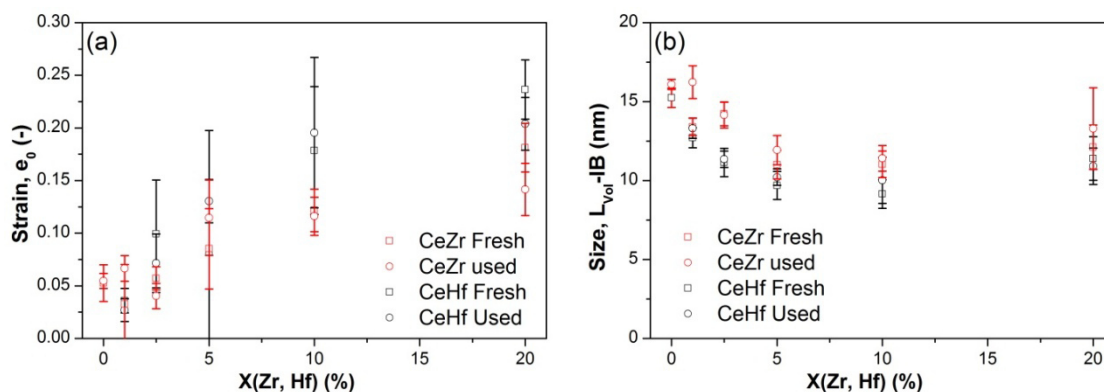 (a)
0.30
0.25
0.20
0.15
0.10
0.05
0.00
Strain, e₀ (-)
CeZr Fresh
CeZr used
CeHf Fresh
CeHf Used
0 5 10 15 20
X(Zr, Hf) (%)
(b)
20
15
10
5
0
Size, L_Vol-IB (nm)
CeZr Fresh
CeZr used
CeHf Fresh
CeHf Used
0 5 10 15 20
X(Zr, Hf) (%)